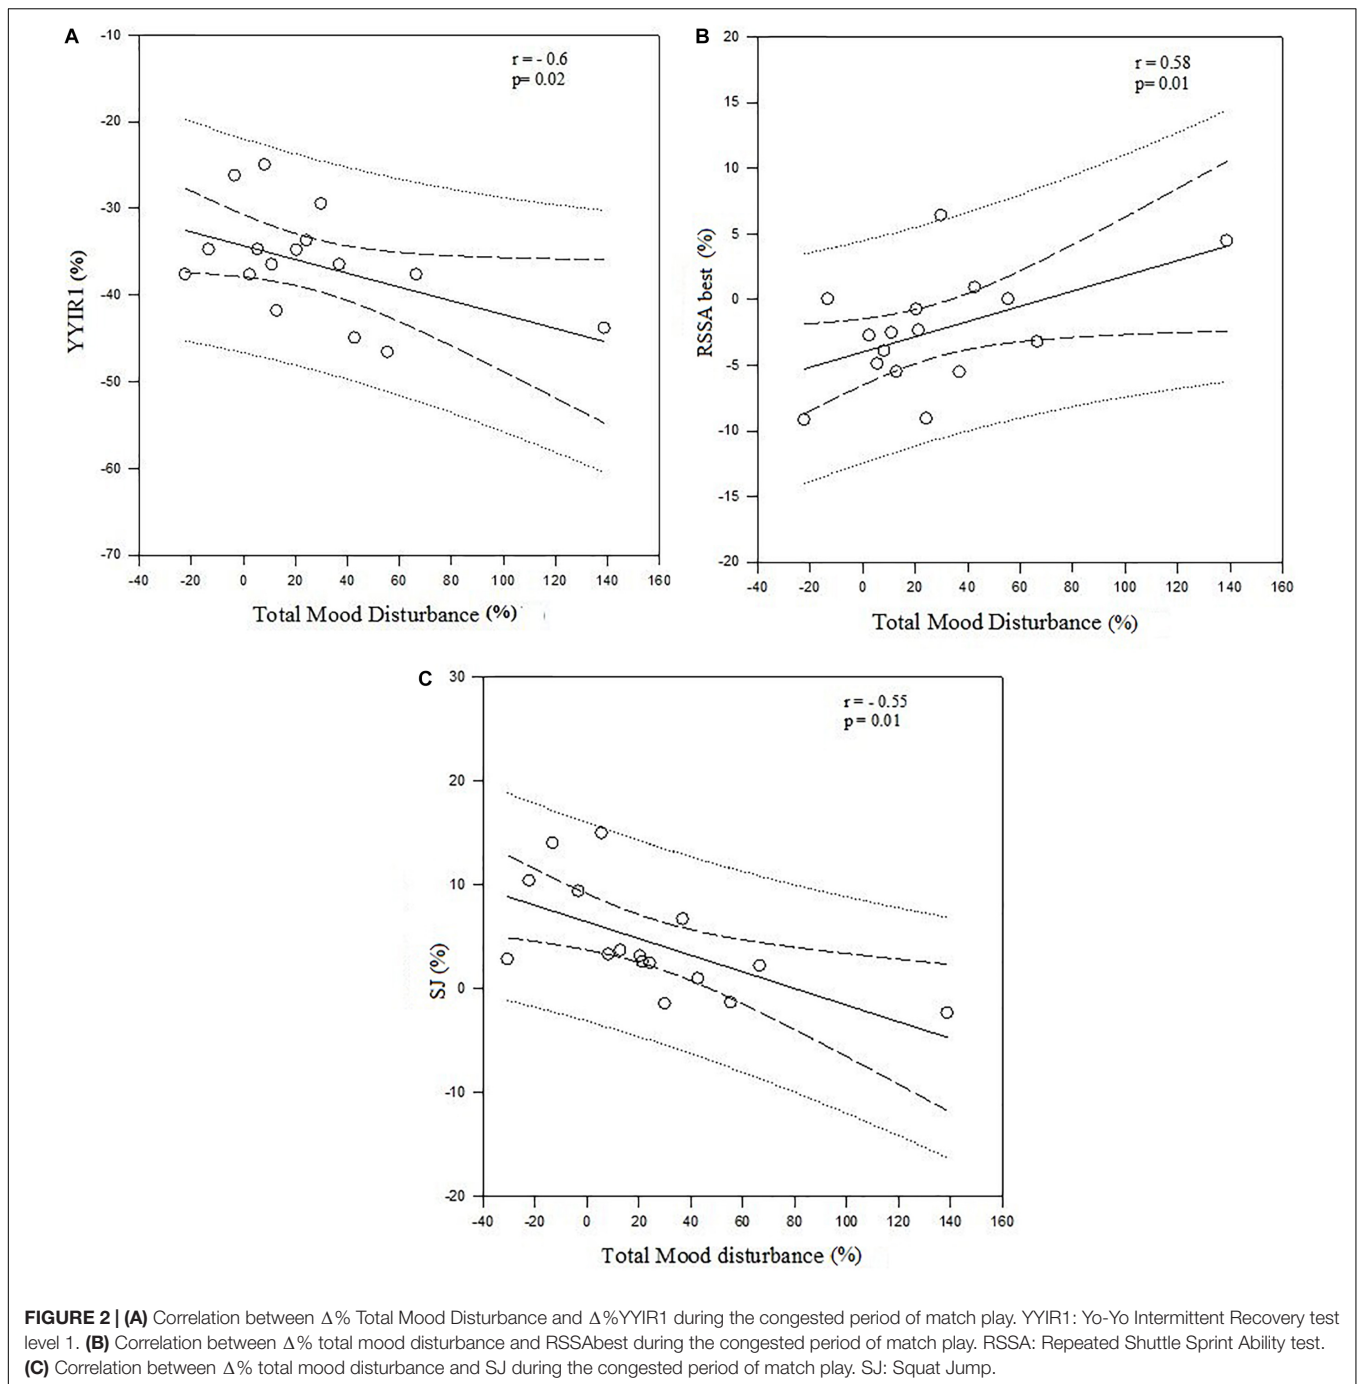 A
r = - 0.6
p= 0.02
-10
-20
-30
-40
-50
-60
-70
YYIR1 (%)
-40 -20 0 20 40 60 80 100 120 140 160
Total Mood Disturbance (%)
B
r = 0.58
p= 0.01
20
15
10
5
0
-5
-10
-15
-20
RSSA best (%)
-40 -20 0 20 40 60 80 100 120 140 160
Total Mood Disturbance (%)
C
r = - 0.55
p = 0.01
30
20
10
0
-10
-20
SJ (%)
-40 -20 0 20 40 60 80 100 120 140 160
Total Mood disturbance (%)
FIGURE 2 | (A) Correlation between Δ% Total Mood Disturbance and Δ%YYIR1 during the congested period of match play. YYIR1: Yo-Yo Intermittent Recovery test
level 1. (B) Correlation between Δ% total mood disturbance and RSSAbest during the congested period of match play. RSSA: Repeated Shuttle Sprint Ability test.
(C) Correlation between Δ% total mood disturbance and SJ during the congested period of match play. SJ: Squat Jump.